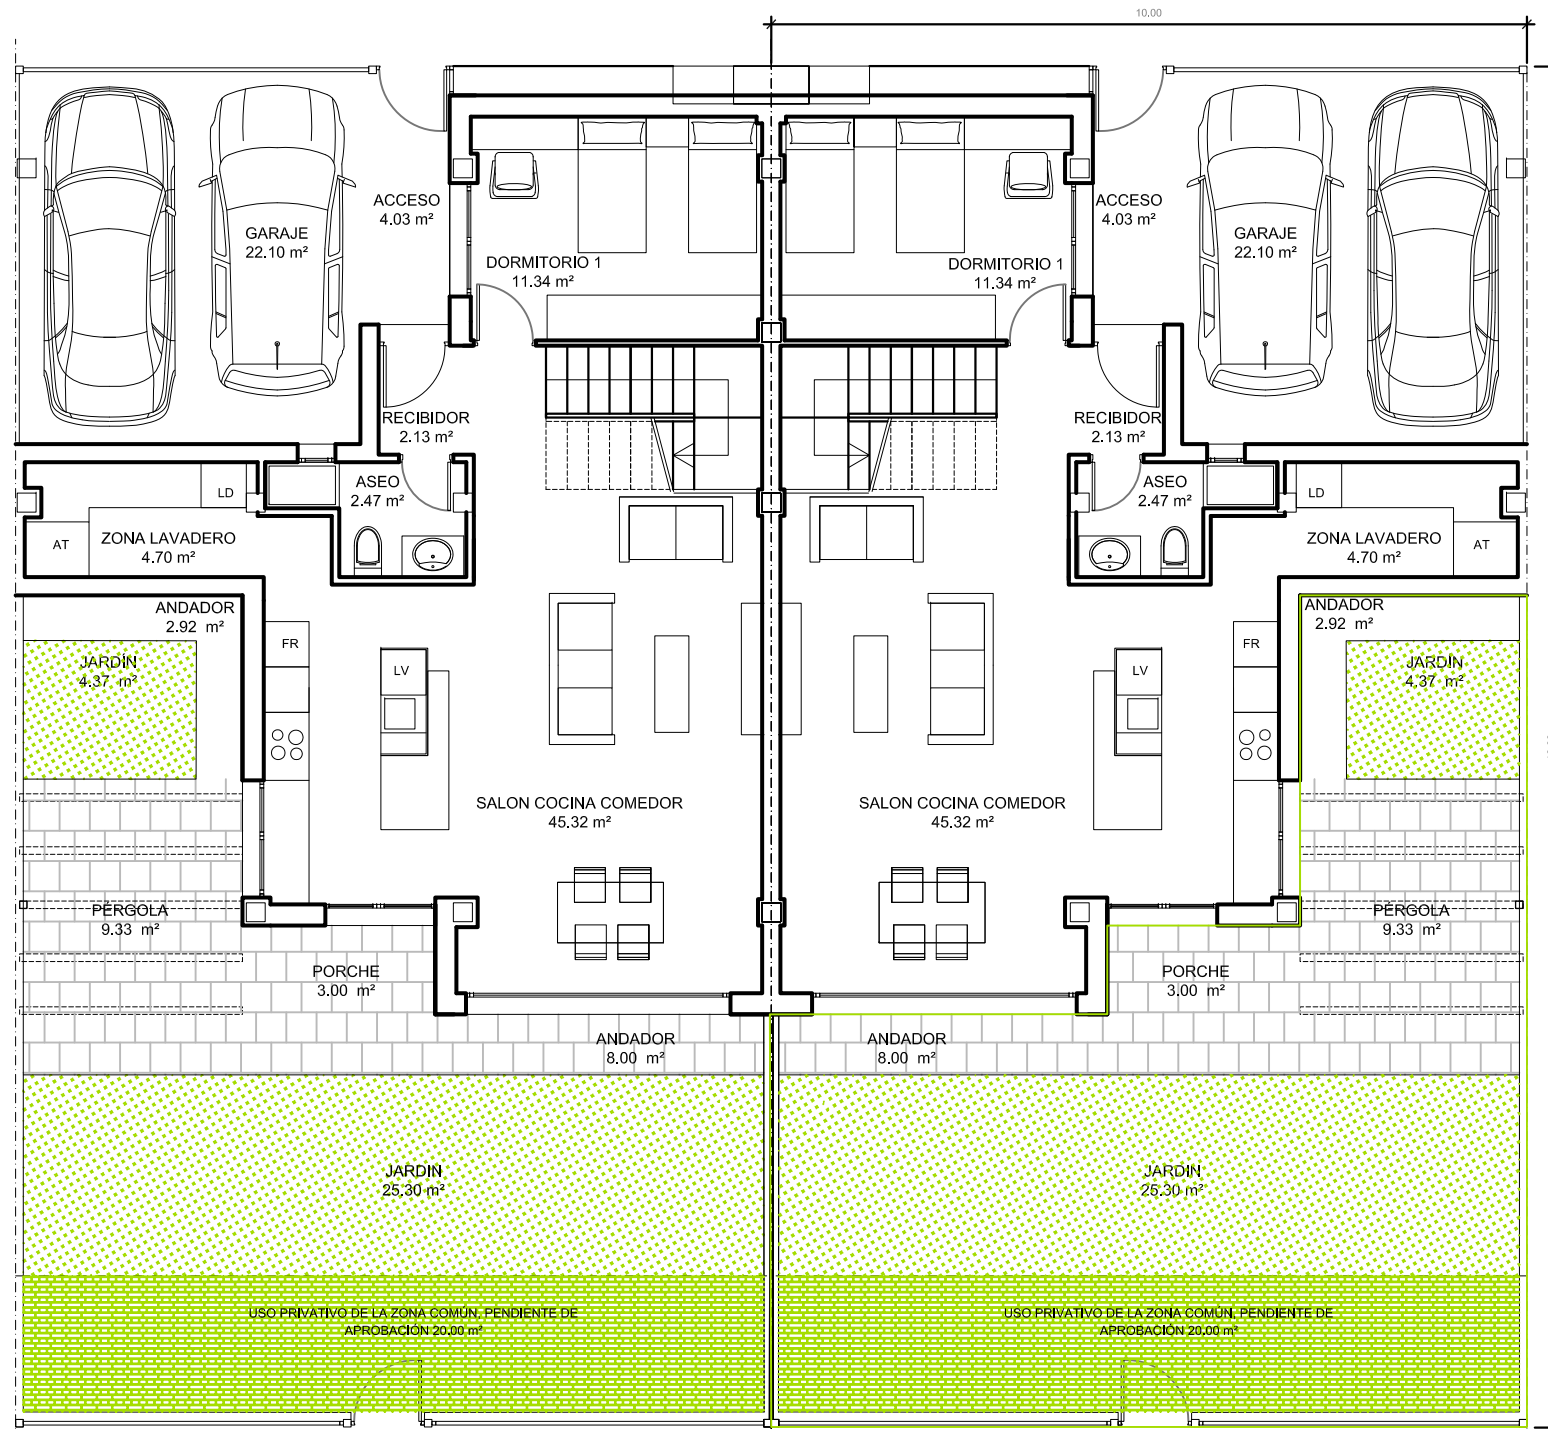 10,00
ACCESO
4.03 m²
ACCESO
4.03 m²
GARAJE
22.10 m²
GARAJE
22.10 m²
DORMITORIO 1
11.34 m²
DORMITORIO 1
11.34 m²
RECIBIDOR
2.13 m²
RECIBIDOR
2.13 m²
ASEO
2.47 m²
ASEO
2.47 m²
LD
LD
ZONA LAVADERO
4.70 m²
ZONA LAVADERO
4.70 m²
AT
AT
ANDADOR
2.92 m²
ANDADOR
2.92 m²
FR
FR
JARDÍN
4.37 m²
JARDÍN
4.37 m²
LV
LV
SALON COCINA COMEDOR
45.32 m²
SALON COCINA COMEDOR
45.32 m²
PÉRGOLA
9.33 m²
PÉRGOLA
9.33 m²
PORCHE
3.00 m²
PORCHE
3.00 m²
ANDADOR
8.00 m²
ANDADOR
8.00 m²
JARDÍN
25.30 m²
JARDÍN
25.30 m²
USO PRIVATIVO DE LA ZONA COMÚN, PENDIENTE DE
APROBACIÓN 20.00 m²
USO PRIVATIVO DE LA ZONA COMÚN, PENDIENTE DE
APROBACIÓN 20.00 m²